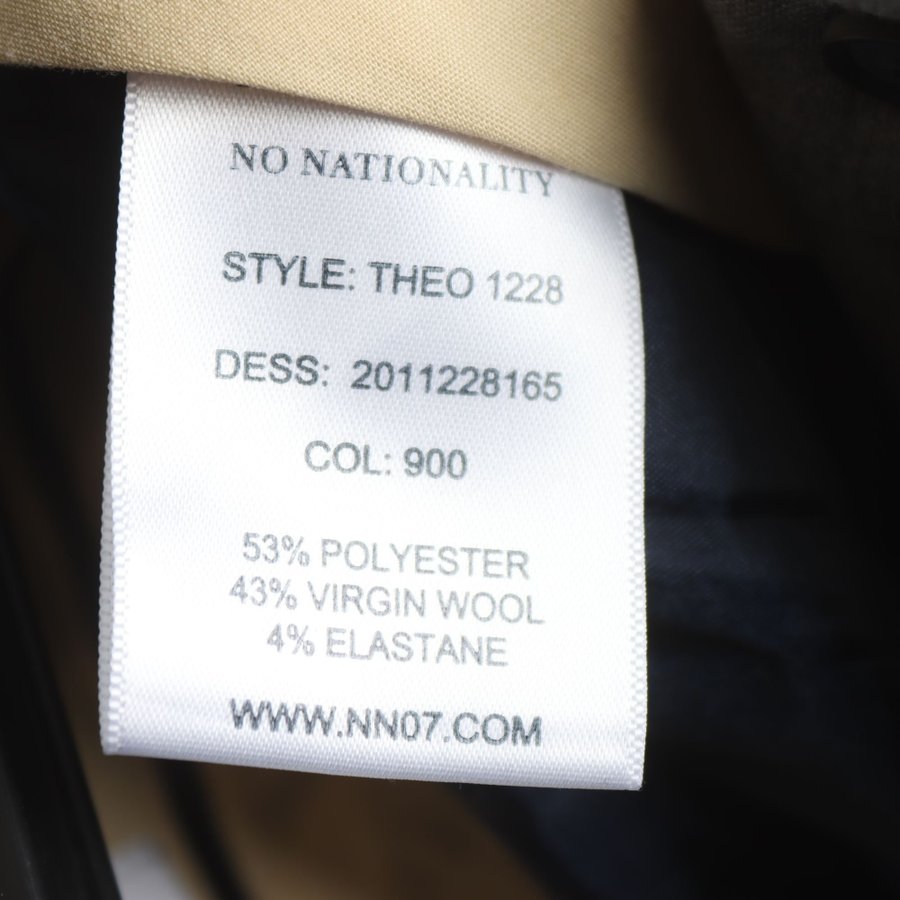 NO NATIONALITY
STYLE: THEO 1228
DESS: 2011228165
COL: 900
53% POLYESTER
43% VIRGIN WOOL
4% ELASTANE
WWW.NN07.COM